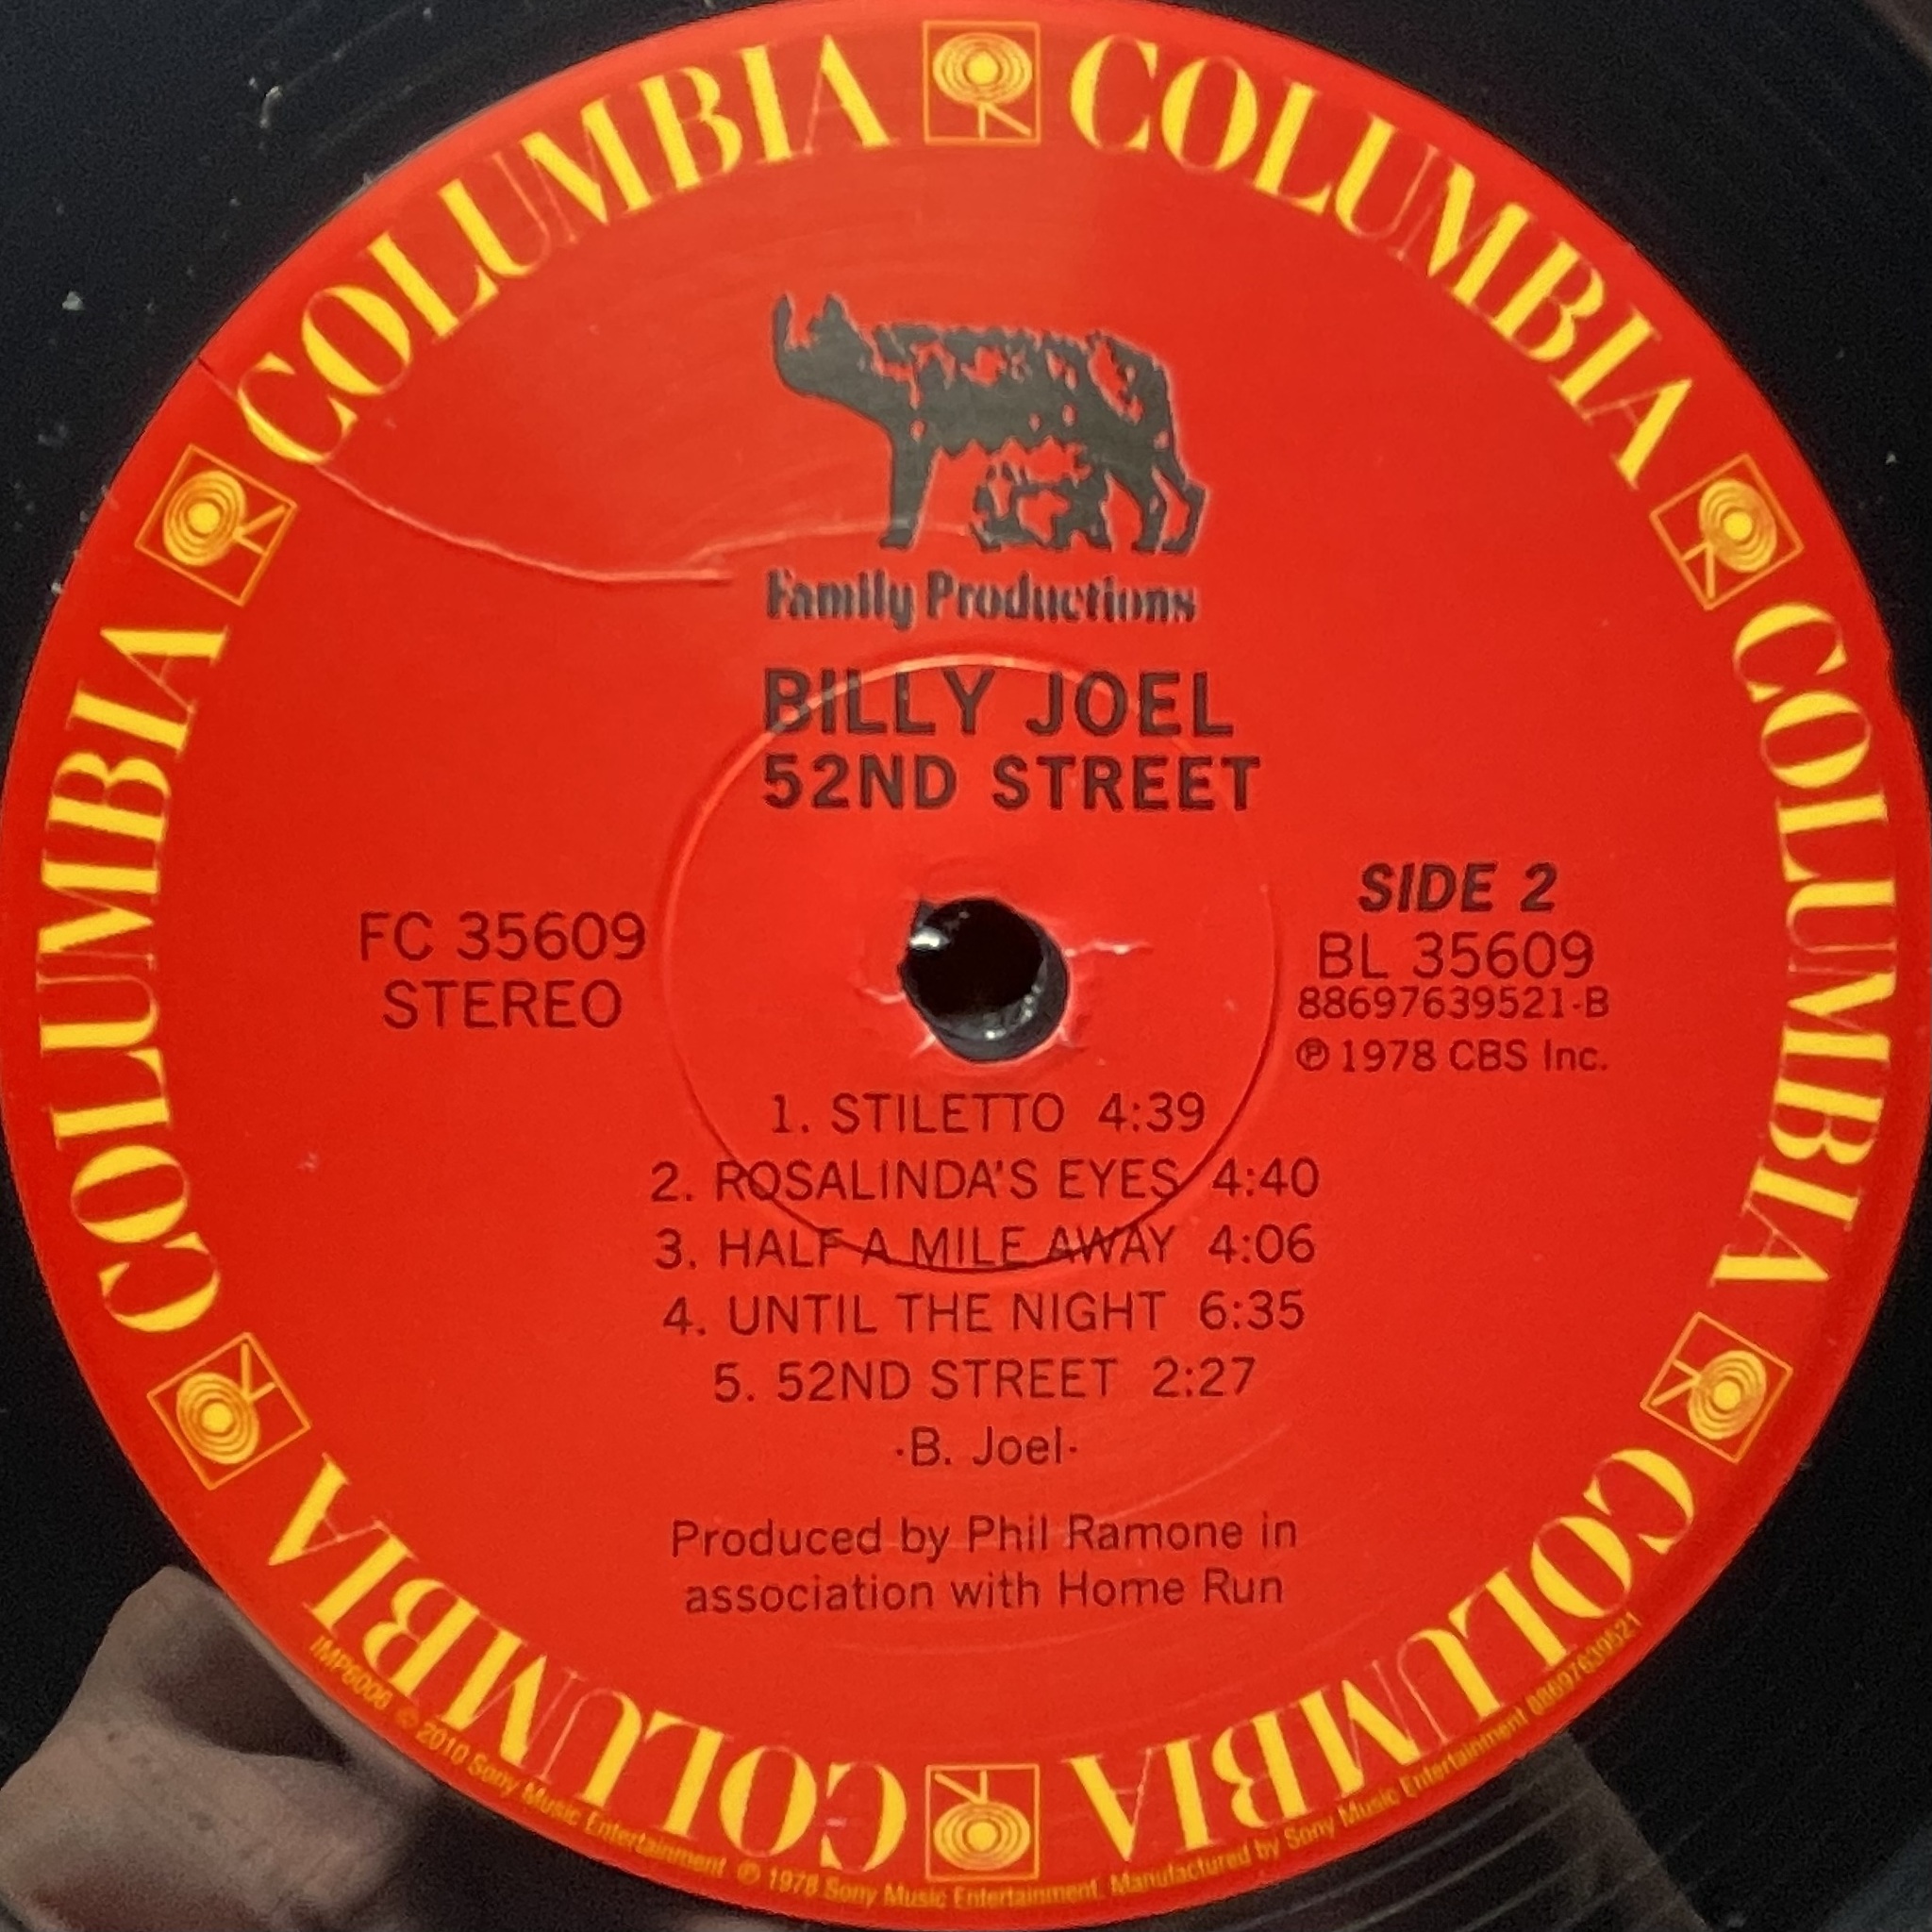 COLUMBIA COLUMBIA COLUMBIA COLUMBIA COLUMBIA COLUMBIA
Family Productions
BILLY JOEL
52ND STREET
FC 35609
STEREO
SIDE 2
BL 35609
88697639521-B
℗ 1978 CBS Inc.
1. STILETTO 4:39
2. ROSALINDA'S EYES 4:40
3. HALF A MILE AWAY 4:06
4. UNTIL THE NIGHT 6:35
5. 52ND STREET 2:27
·B. Joel·
Produced by Phil Ramone in
association with Home Run
IMP6006 © 2010 Sony Music Entertainment ℗ 1978 Sony Music Entertainment. Manufactured by Sony Music Entertainment 88697639521